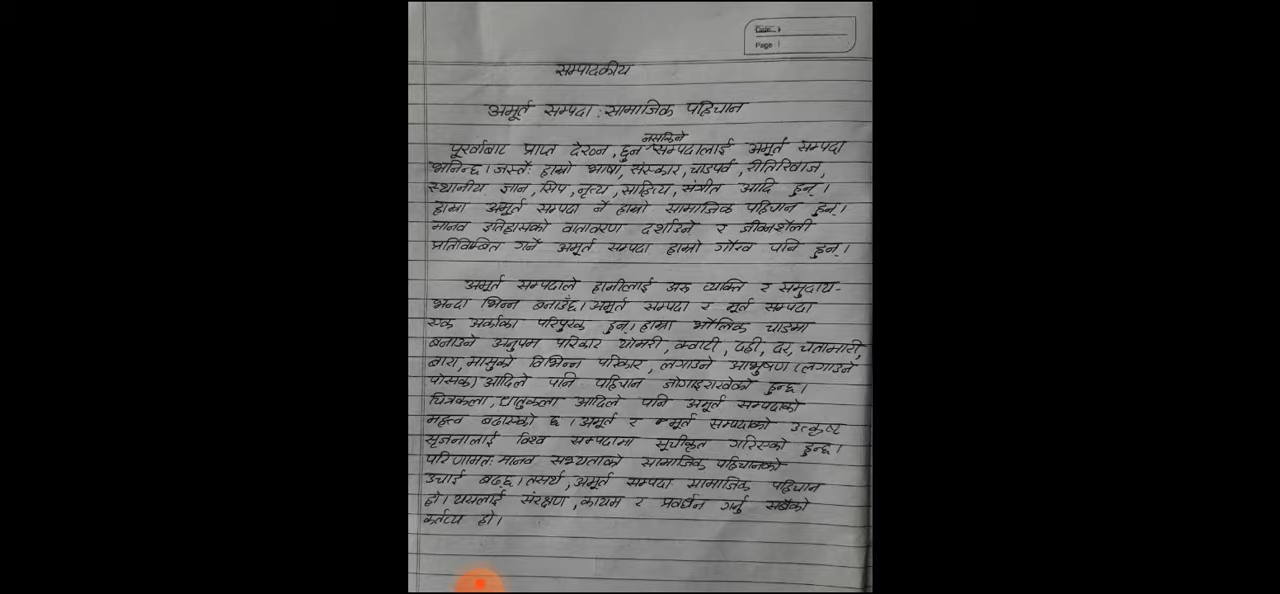 Date :
Page :
सम्पादकीय
अमूर्त सम्पदा : सामाजिक पहिचान
नसकिने
पूर्खाबाट प्राप्त देख्न, छुन सम्पदालाई अमूर्त सम्पदा
भनिन्छ । जस्तैः हाम्रो भाषा, संस्कार, चाडपर्व, रीतिरिवाज,
स्थानीय ज्ञान, सिप, नृत्य, साहित्य, संगीत आदि हुन् ।
हाम्रा अमूर्त सम्पदा नै हाम्रो सामाजिक पहिचान हुन् ।
मानव इतिहासको वातावरण दर्शाउने र जीवनशैली
प्रतिविम्बित गर्ने अमूर्त सम्पदा हाम्रो गौरव पनि हुन् ।
अमूर्त सम्पदाले हामीलाई अरु व्यक्ति र समुदाय-
भन्दा भिन्न बनाउँछ । अमूर्त सम्पदा र मूर्त सम्पदा
एक अर्काका परिपुरक हुन् । हाम्रा मौलिक चाडमा
बनाउने अनुपम परिकार योमरी, क्वाटी, दही, दर, चतामारी,
बारा, मासुको विभिन्न परिकार, लगाउने आभुषण (लगाउने
पोसाक) आदिले पनि पहिचान जोगाइराखेको हुन्छ ।
चित्रकला, धातुकला आदिले पनि अमूर्त सम्पदाको
महत्व बढाएको छ । अमूर्त र मूर्त सम्पदाको उत्कृष्ट
सृजनालाई विश्व सम्पदामा सूचीकृत गरिएको हुन्छ ।
परिणामतः मानव सभ्यताको सामाजिक पहिचानको
उचाई बढ्छ । तसर्थ, अमूर्त सम्पदा सामाजिक पहिचान
हो । यसलाई संरक्षण, कायम र प्रवर्धन गर्नु सबैको
कर्तव्य हो ।